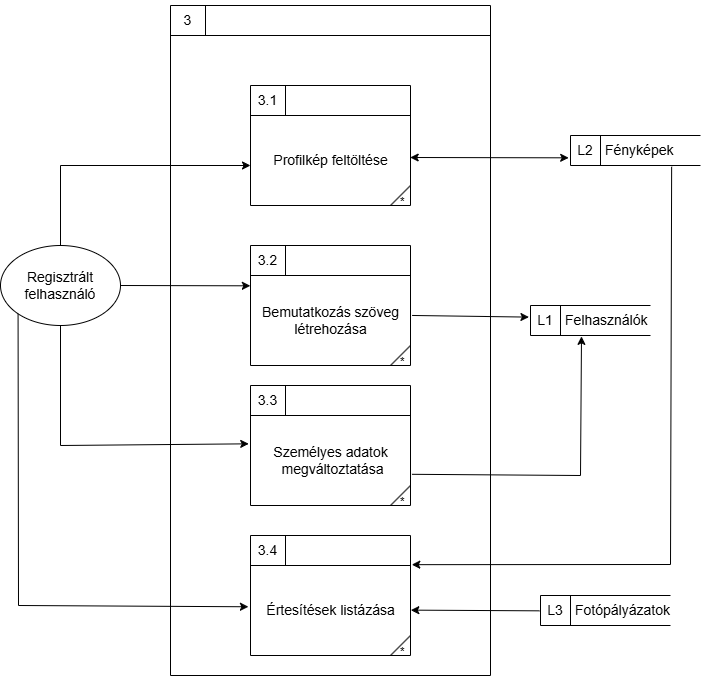 3
3.1
Profilkép feltöltése
*
L2 Fényképek
Regisztrált
felhasználó
3.2
Bemutatkozás szöveg
létrehozása
*
L1 Felhasználók
3.3
Személyes adatok
megváltoztatása
*
3.4
Értesítések listázása
*
L3 Fotópályázatok